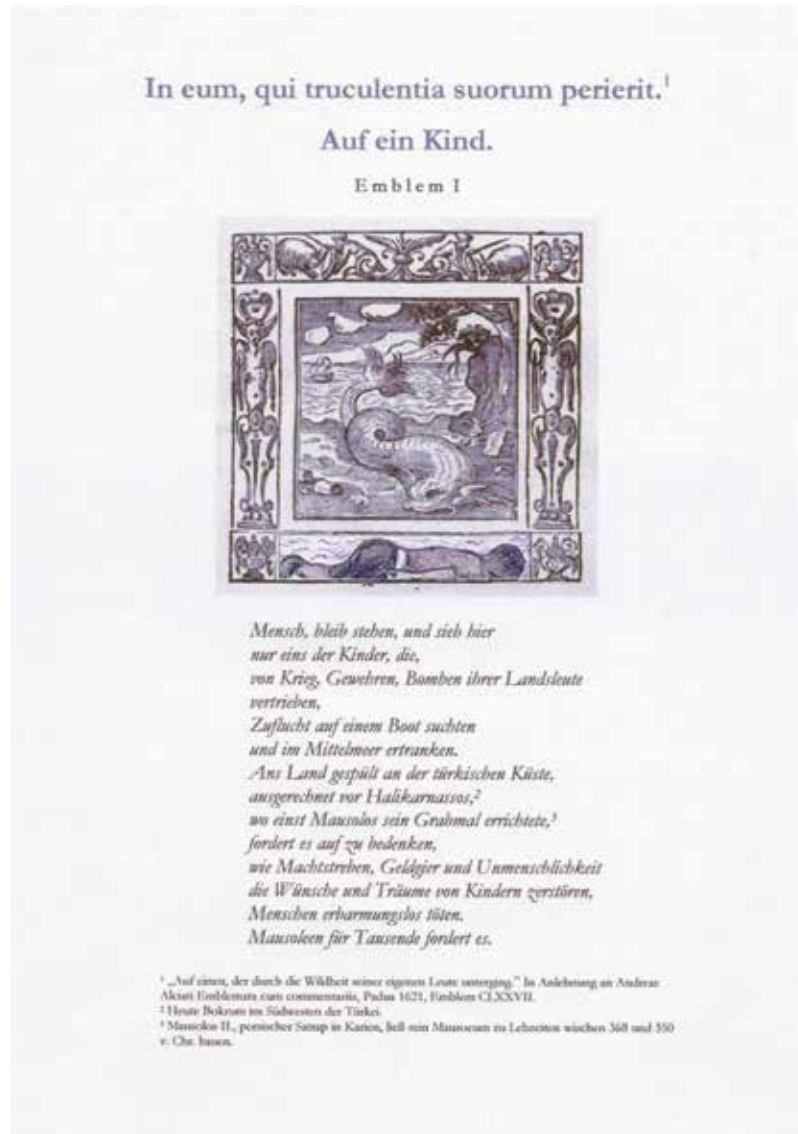 In eum, qui truculentia suorum perierit.¹
Auf ein Kind.
Emblem I
Mensch, bleib stehen, und sieh hier
nur eins der Kinder, die,
von Krieg, Gewehren, Bomben ihrer Landsleute
vertrieben,
Zuflucht auf einem Boot suchten
und im Mittelmeer ertranken.
Ans Land gespült an der türkischen Küste,
ausgerechnet vor Halikarnassos,²
wo einst Mausolos sein Grabmal errichtete,³
fordert es auf zu bedenken,
wie Machtstreben, Geldgier und Unmenschlichkeit
die Wünsche und Träume von Kindern zerstören,
Menschen erbarmungslos töten.
Mausoleen für Tausende fordert es.
¹ „Auf einen, der durch die Wildheit seiner eigenen Leute unterging.“ In Anlehnung an Andreae
Alciati Emblemata cum commentariis, Padua 1621, Emblem CLXXVII.
² Heute Bodrum im Südwesten der Türkei.
³ Mausolos II., persischer Satrap in Karien, ließ sein Mausoleum zu Lebzeiten wischen 368 und 350
v. Chr. bauen.